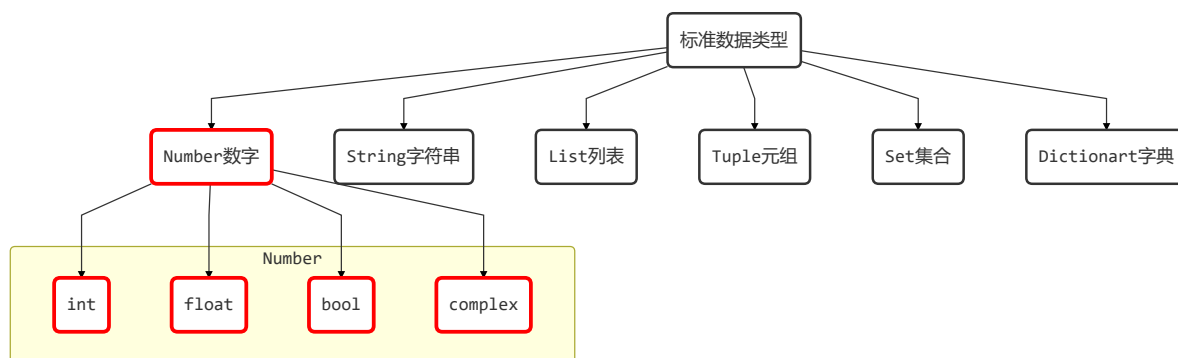 标准数据类型
Number数字
String字符串
List列表
Tuple元组
Set集合
Dictionart字典
Number
int
float
bool
complex